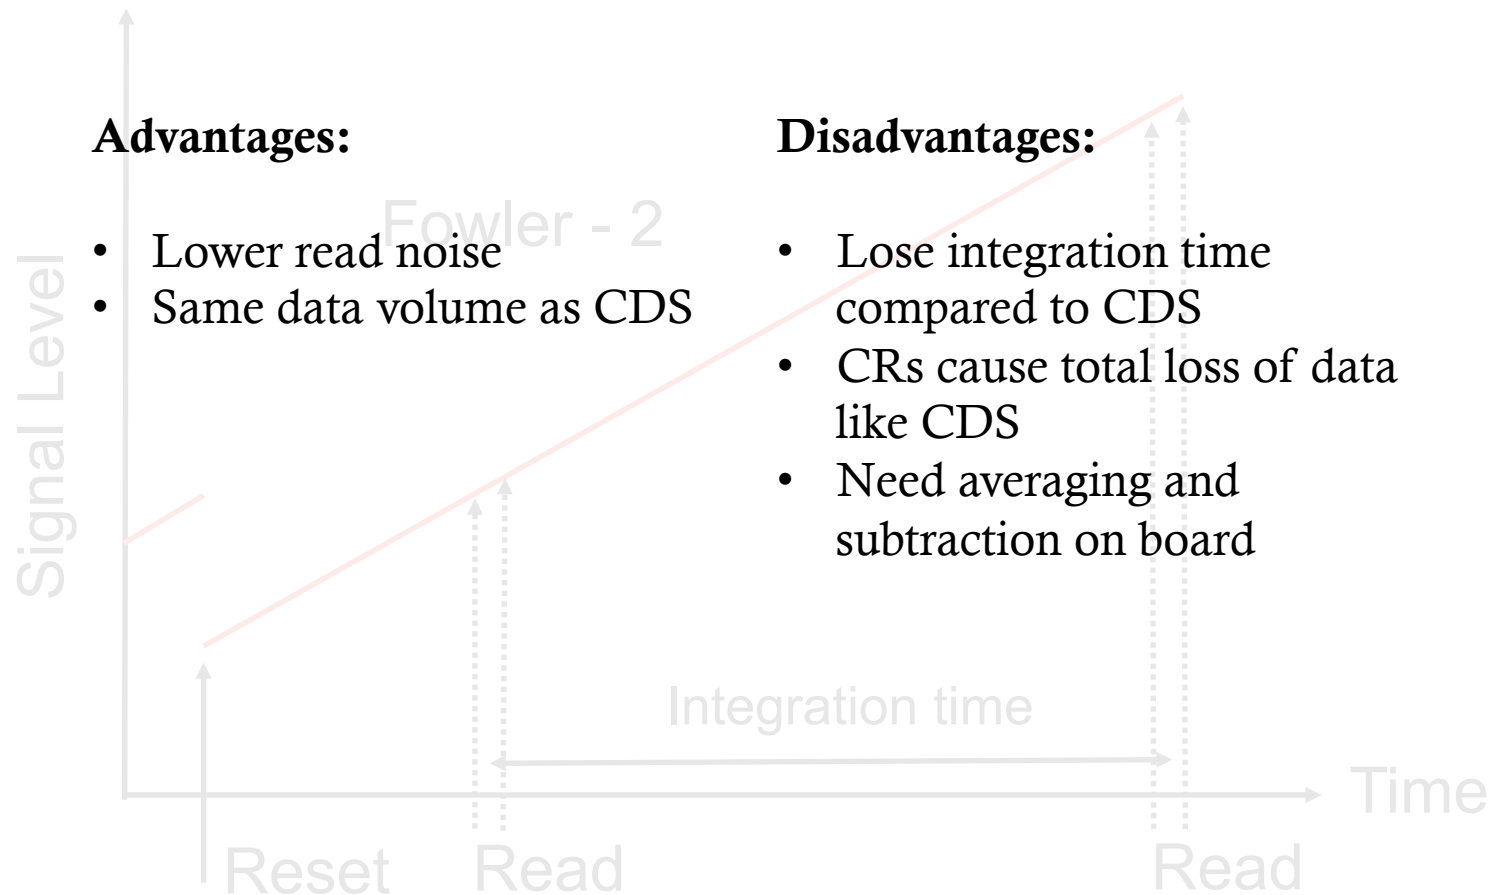 Advantages:
• Lower read noise
• Same data volume as CDS
Disadvantages:
• Lose integration time
compared to CDS
• CRs cause total loss of data
like CDS
• Need averaging and
subtraction on board
Fowler - 2
Signal Level
Integration time
Time
Reset
Read
Read